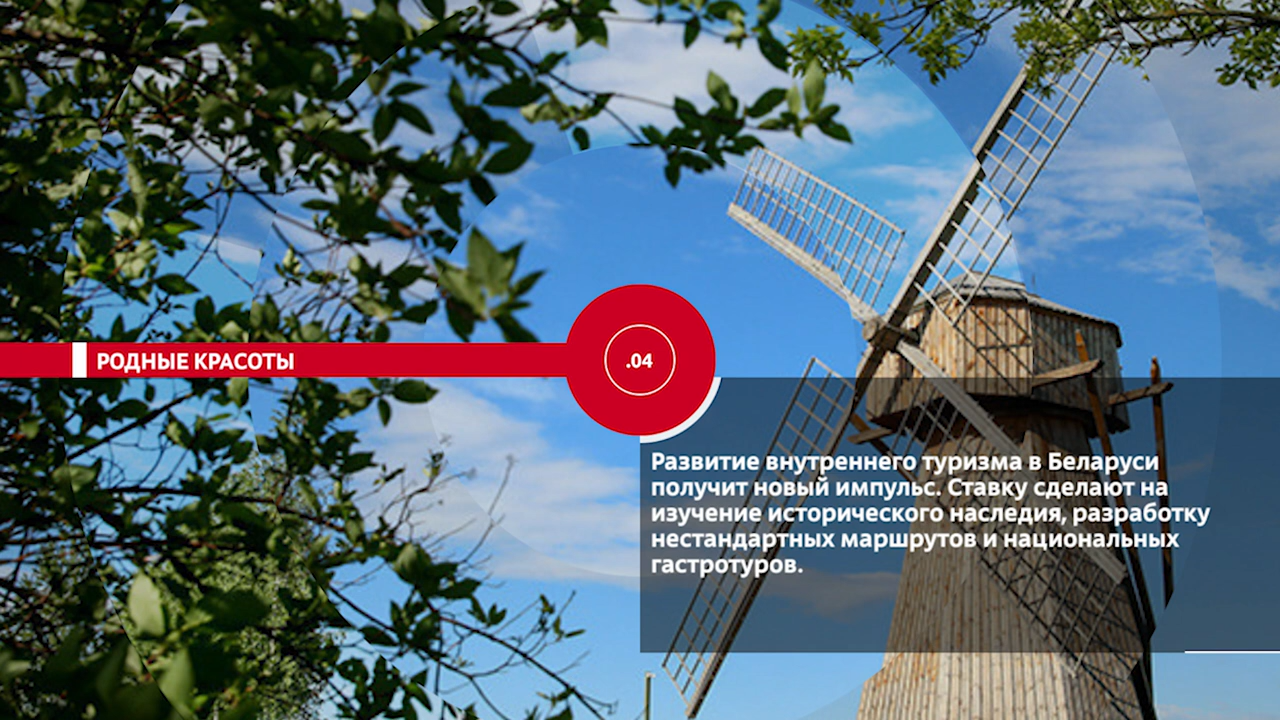 РОДНЫЕ КРАСОТЫ
.04
Развитие внутреннего туризма в Беларуси
получит новый импульс. Ставку сделают на
изучение исторического наследия, разработку
нестандартных маршрутов и национальных
гастротуров.